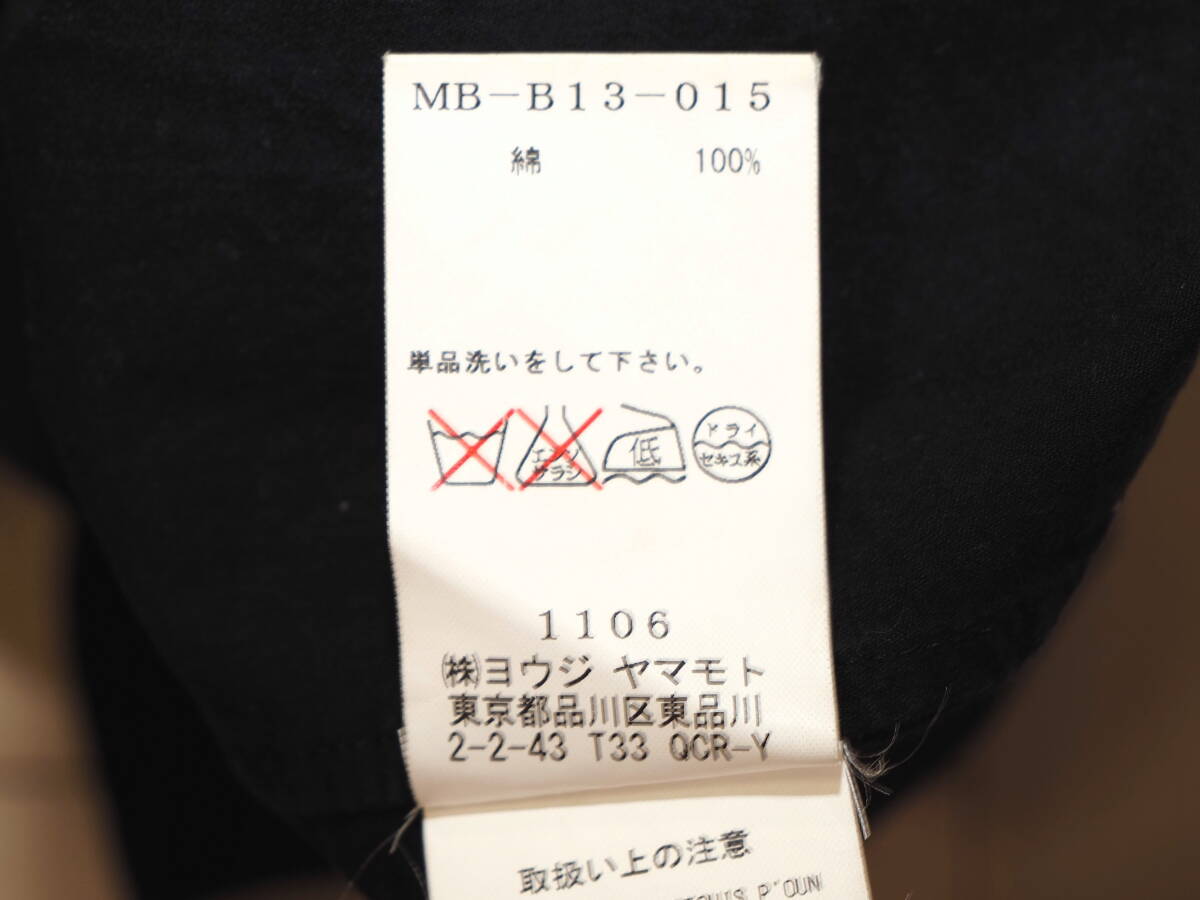 MB-B13-015
綿 100%
単品洗いをして下さい。
エンソ
サラシ
低
ドライ
セキユ系
1106
㈱ヨウジ ヤマモト
東京都品川区東品川
2-2-43 T33 QCR-Y
取扱い上の注意
P'OUN